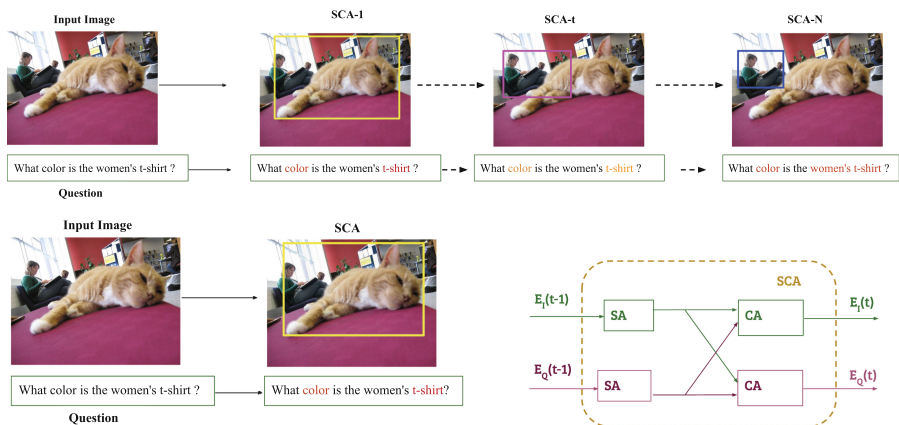 Input Image
SCA-1
SCA-t
SCA-N
What color is the women's t-shirt ?
What color is the women's t-shirt ?
What color is the women's t-shirt ?
What color is the women's t-shirt ?
Question
Input Image
SCA
What color is the women's t-shirt ?
What color is the women's t-shirt?
Question
SCA
E_I(t-1)
SA
CA
E_I(t)
E_Q(t-1)
SA
CA
E_Q(t)